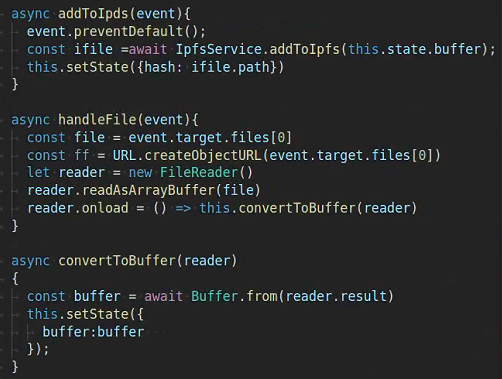 async addToIpds(event){
event.preventDefault();
const ifile =await IpfsService.addToIpfs(this.state.buffer);
this.setState({hash: ifile.path})
}
async handleFile(event){
const file = event.target.files[0]
const ff = URL.createObjectURL(event.target.files[0])
let reader = new FileReader()
reader.readAsArrayBuffer(file)
reader.onload = () => this.convertToBuffer(reader)
}
async convertToBuffer(reader)
{
const buffer = await Buffer.from(reader.result)
this.setState({
buffer:buffer
});
}